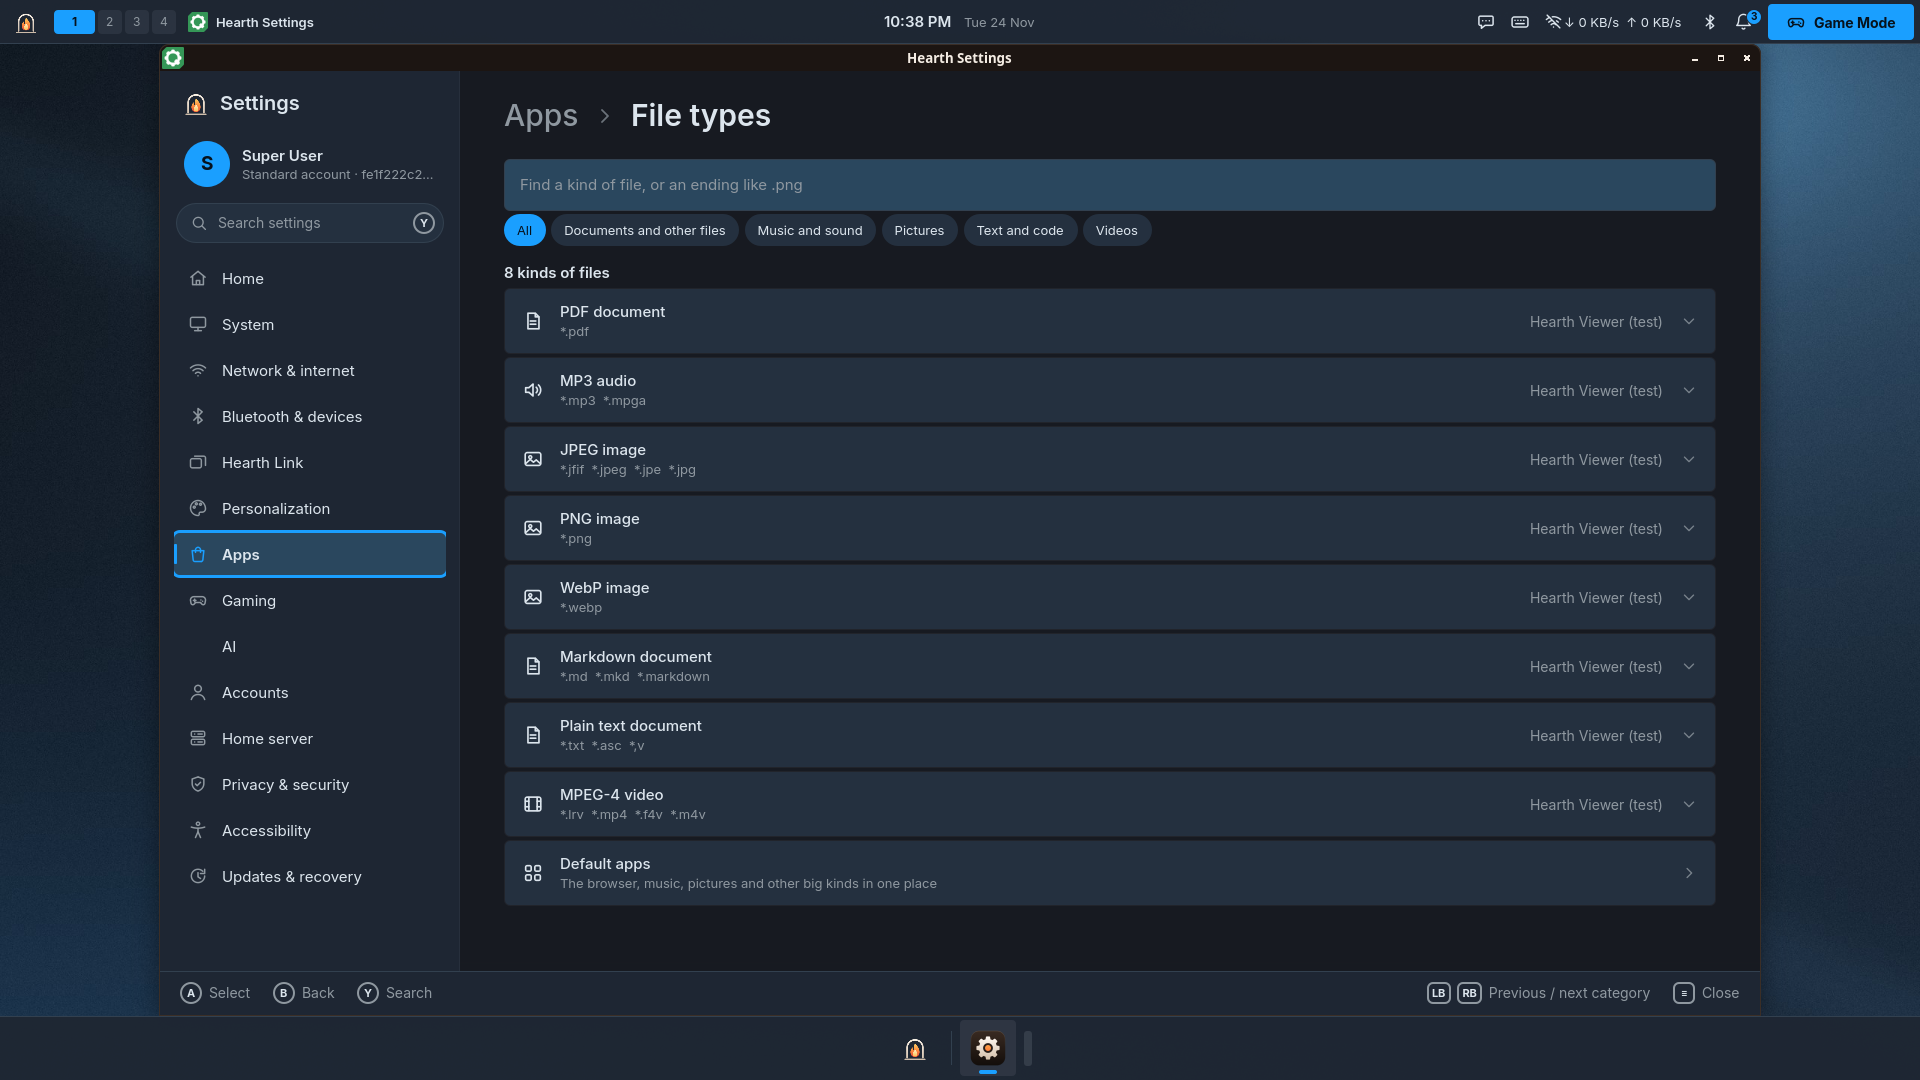 1 2 3 4 Hearth Settings 10:38 PM Tue 24 Nov ↓ 0 KB/s ↑ 0 KB/s 3 Game Mode
Hearth Settings
Settings
S
Super User
Standard account · fe1f222c2...
Search settings Y
Home
System
Network & internet
Bluetooth & devices
Hearth Link
Personalization
Apps
Gaming
AI
Accounts
Home server
Privacy & security
Accessibility
Updates & recovery
Apps > File types
Find a kind of file, or an ending like .png
All Documents and other files Music and sound Pictures Text and code Videos
8 kinds of files
PDF document
*.pdf
Hearth Viewer (test)
MP3 audio
*.mp3 *.mpga
Hearth Viewer (test)
JPEG image
*.jfif *.jpeg *.jpe *.jpg
Hearth Viewer (test)
PNG image
*.png
Hearth Viewer (test)
WebP image
*.webp
Hearth Viewer (test)
Markdown document
*.md *.mkd *.markdown
Hearth Viewer (test)
Plain text document
*.txt *.asc *,v
Hearth Viewer (test)
MPEG-4 video
*.lrv *.mp4 *.f4v *.m4v
Hearth Viewer (test)
Default apps
The browser, music, pictures and other big kinds in one place
A Select B Back Y Search LB RB Previous / next category ≡ Close